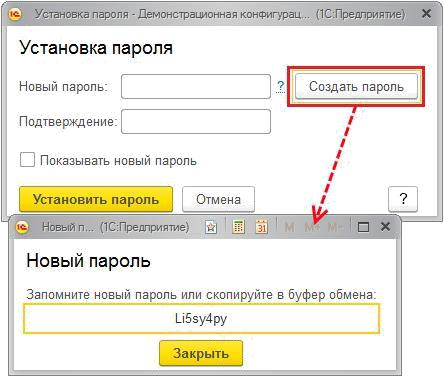 Установка пароля - Демонстрационная конфигурац... (1С:Предприятие)
Установка пароля
Новый пароль: ? Создать пароль
Подтверждение:
Показывать новый пароль
Установить пароль Отмена ?
Новый п... (1С:Предприятие) 31 M M+ M-
Новый пароль
Запомните новый пароль или скопируйте в буфер обмена:
Li5sy4py
Закрыть